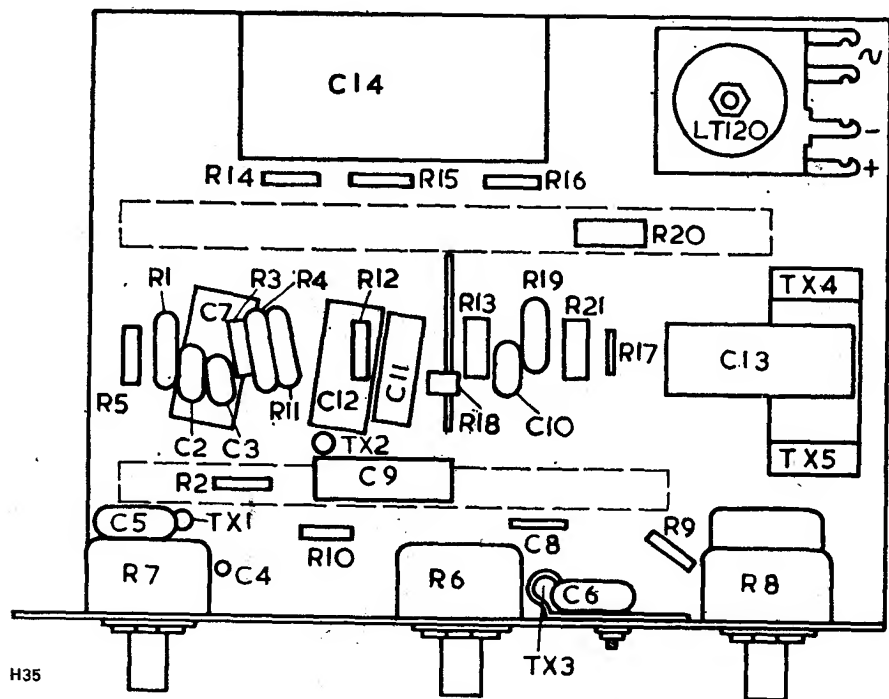 C14
~
LT120
-
+
R14
R15
R16
R20
R1
R3
R4
R12
R19
TX4
C7
R13
R21
R17
C13
R5
R11
C12
C11
R18
C10
C2
C3
TX2
TX5
R2
C9
C5
TX1
R10
C8
R9
R7
C4
R6
C6
R8
TX3
H35